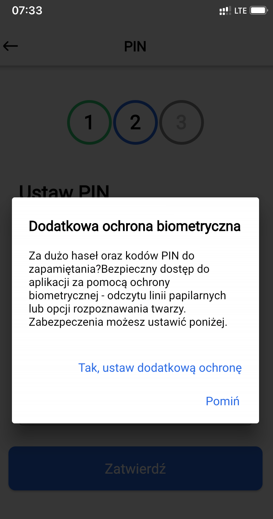 07:33
LTE
PIN
1 2 3
Ustaw PIN
Dodatkowa ochrona biometryczna
Za dużo haseł oraz kodów PIN do
zapamiętania?Bezpieczny dostęp do
aplikacji za pomocą ochrony
biometrycznej - odczytu linii papilarnych
lub opcji rozpoznawania twarzy.
Zabezpeczenia możesz ustawić poniżej.
Tak, ustaw dodatkową ochronę
Pomiń
Zatwierdź